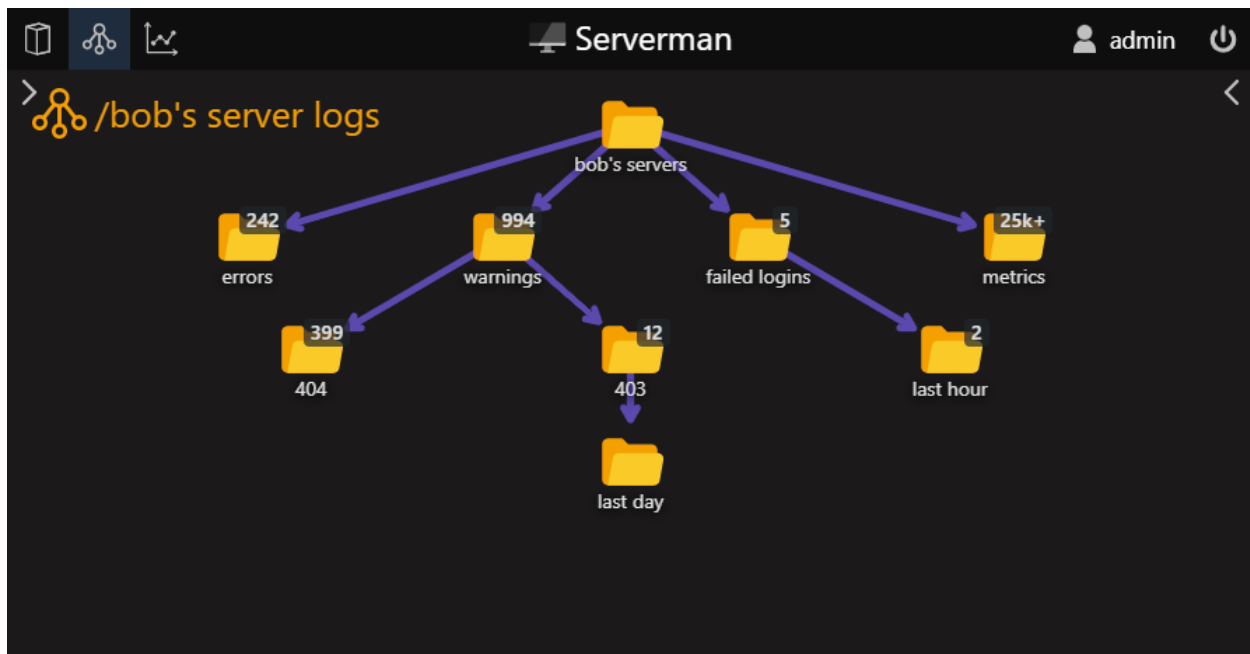 Serverman
admin
/bob's server logs
bob's servers
242
994
5
25k+
errors
warnings
failed logins
metrics
399
12
2
404
403
last hour
last day